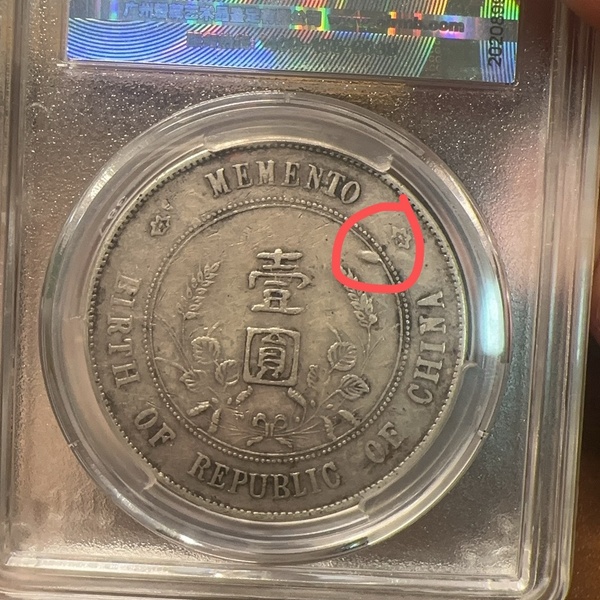 MEMENTO
壹
圓
BIRTH OF REPUBLIC OF CHINA